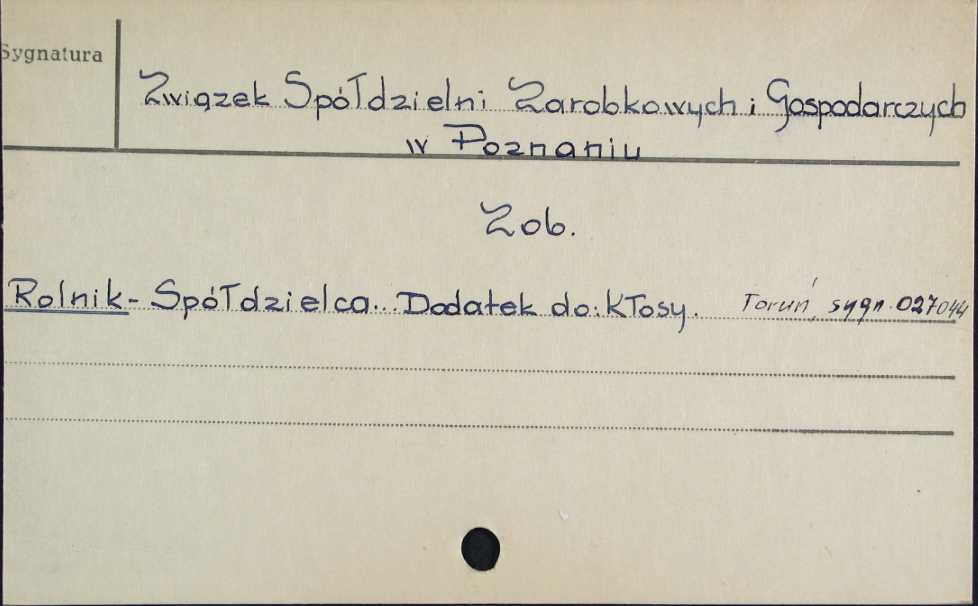 Sygnatura
Związek Spółdzielni Zarobkowych i Gospodarczych
w Poznaniu
Zob.
Rolnik - Spółdzielca. Dodatek do: Kłosy. Toruń, sygn. 027044